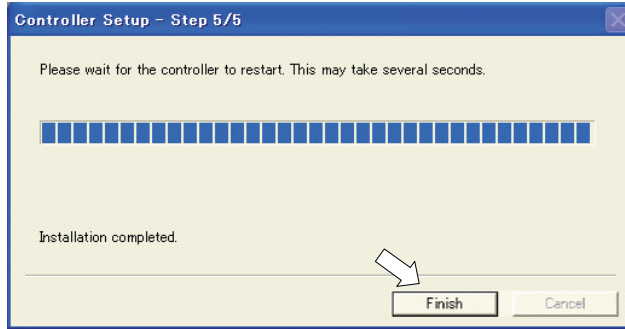 Controller Setup - Step 5/5
Please wait for the controller to restart. This may take several seconds.
Installation completed.
Finish
Cancel